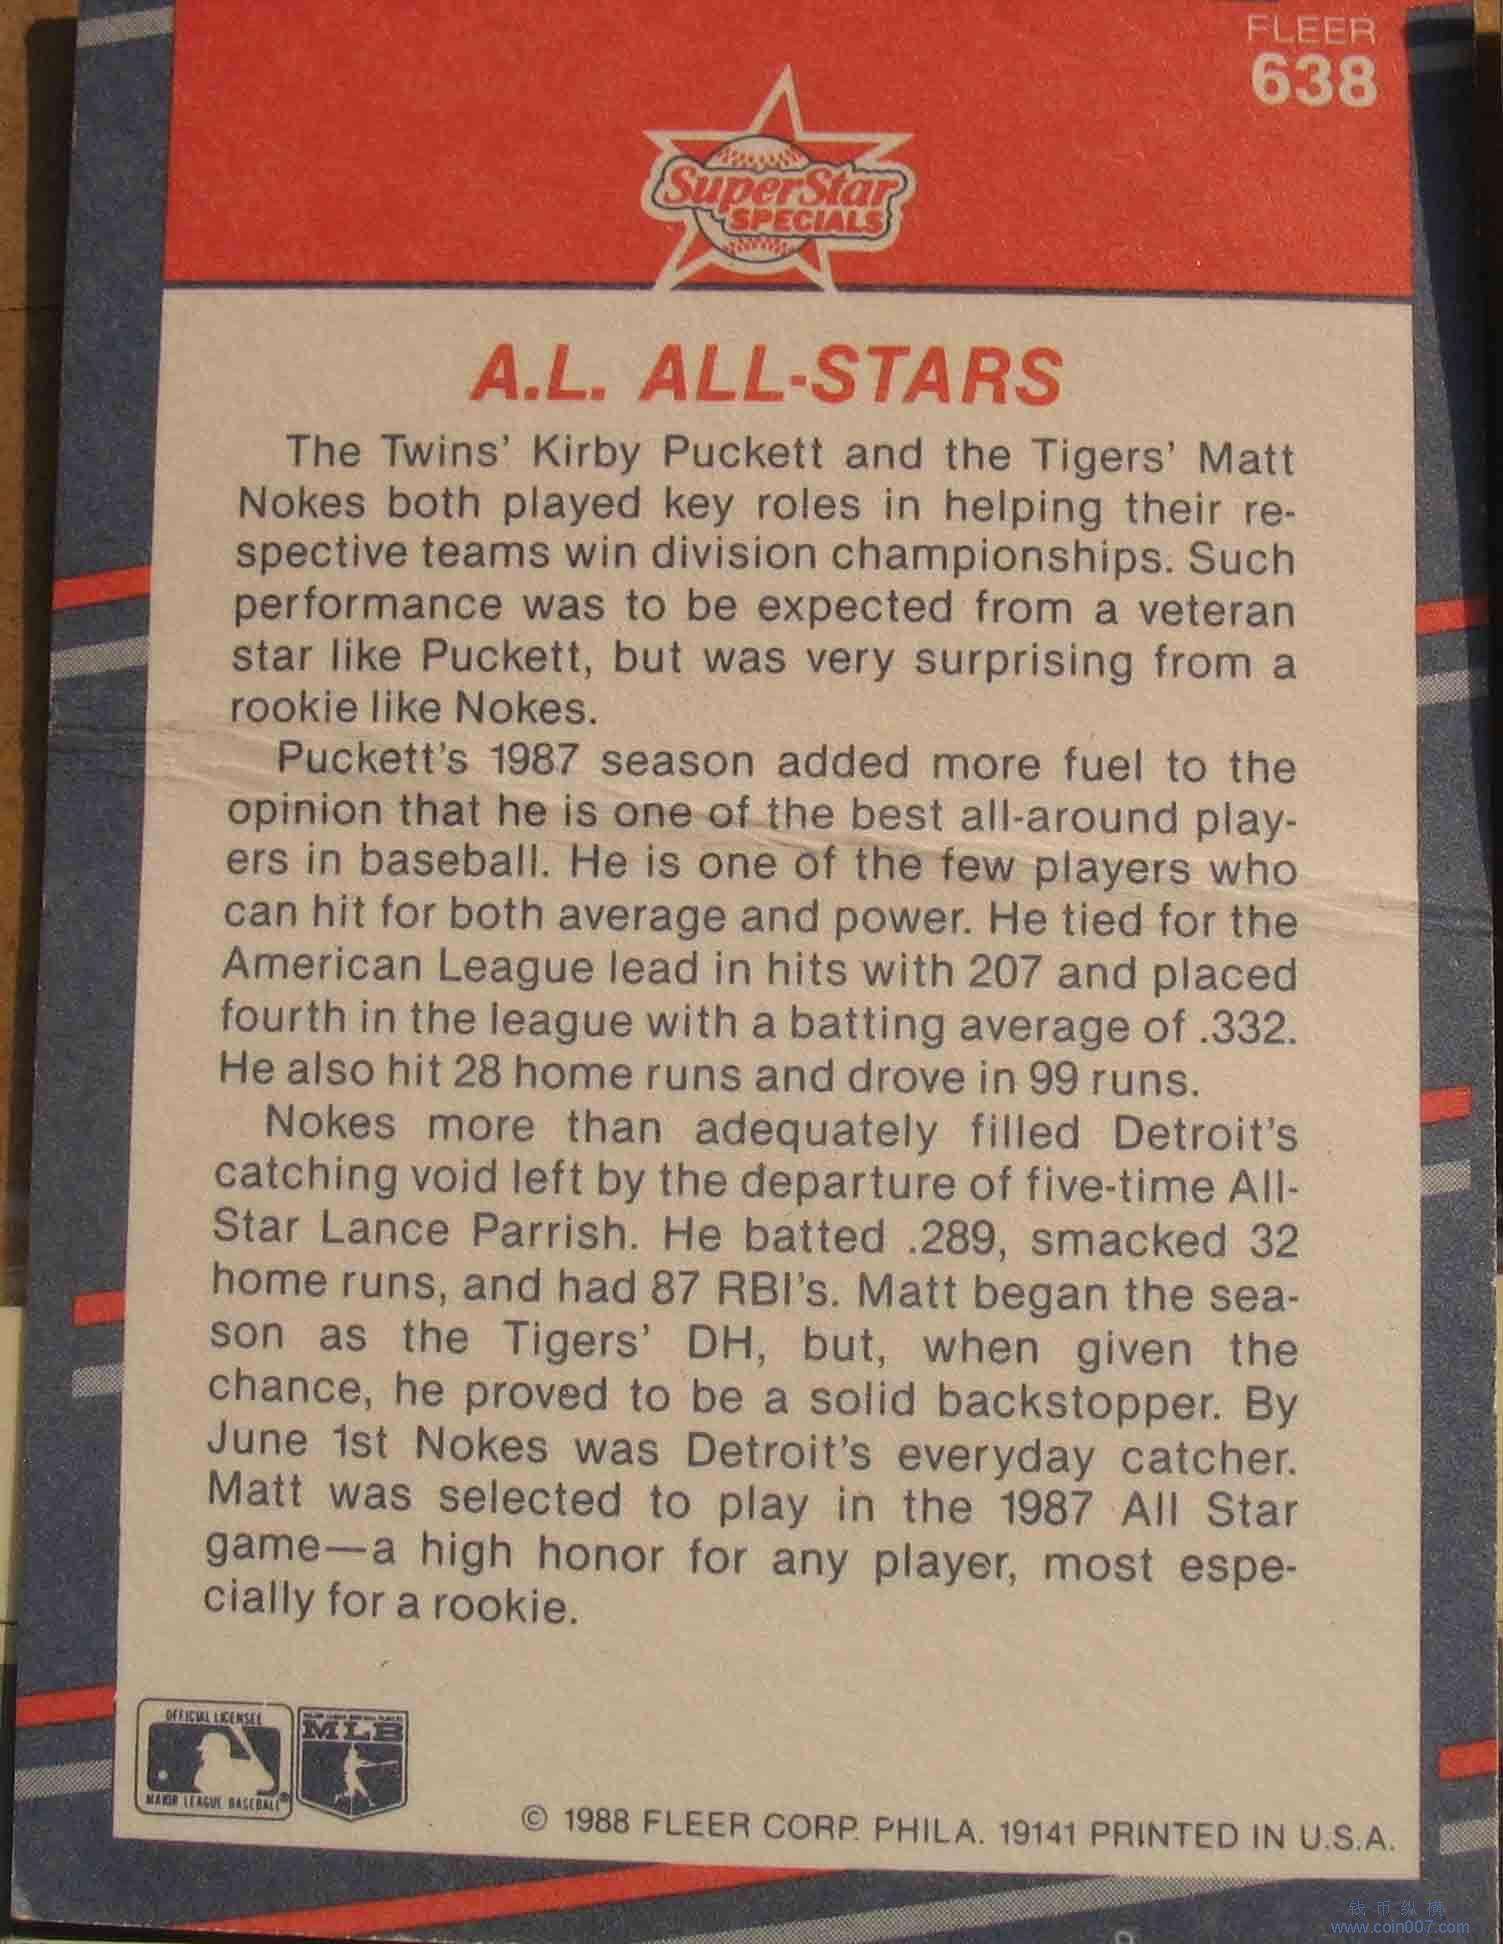 FLEER
638
SuperStar
SPECIALS
A.L. ALL-STARS
The Twins' Kirby Puckett and the Tigers' Matt
Nokes both played key roles in helping their re-
spective teams win division championships. Such
performance was to be expected from a veteran
star like Puckett, but was very surprising from a
rookie like Nokes.
Puckett's 1987 season added more fuel to the
opinion that he is one of the best all-around play-
ers in baseball. He is one of the few players who
can hit for both average and power. He tied for the
American League lead in hits with 207 and placed
fourth in the league with a batting average of .332.
He also hit 28 home runs and drove in 99 runs.
Nokes more than adequately filled Detroit's
catching void left by the departure of five-time All-
Star Lance Parrish. He batted .289, smacked 32
home runs, and had 87 RBI's. Matt began the sea-
son as the Tigers' DH, but, when given the
chance, he proved to be a solid backstopper. By
June 1st Nokes was Detroit's everyday catcher.
Matt was selected to play in the 1987 All Star
game—a high honor for any player, most espe-
cially for a rookie.
OFFICIAL LICENSEE
MAJOR LEAGUE BASEBALL®
MLB
© 1988 FLEER CORP. PHILA. 19141 PRINTED IN U.S.A.
钱币纵横
www.coin007.com